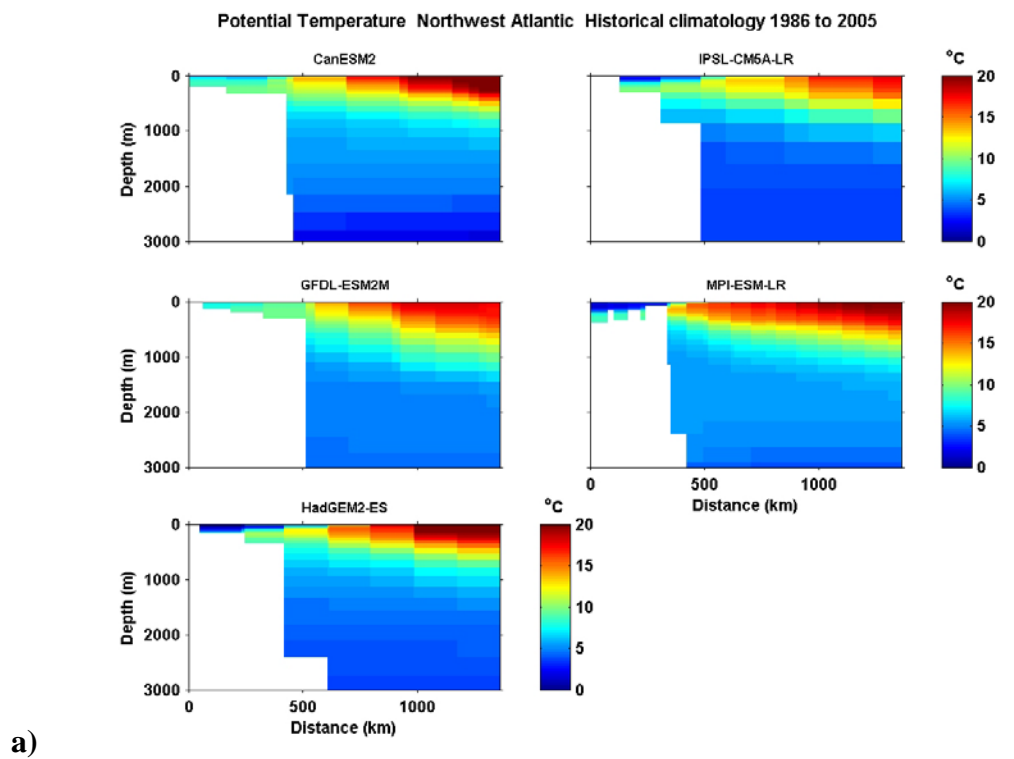 Potential Temperature Northwest Atlantic Historical climatology 1986 to 2005
CanESM2
IPSL-CM5A-LR
°C
0
1000
2000
3000
Depth (m)
20
15
10
5
0
GFDL-ESM2M
MPI-ESM-LR
°C
0
1000
2000
3000
Depth (m)
0
500
1000
Distance (km)
20
15
10
5
0
HadGEM2-ES
°C
0
1000
2000
3000
Depth (m)
0
500
1000
Distance (km)
20
15
10
5
0
a)